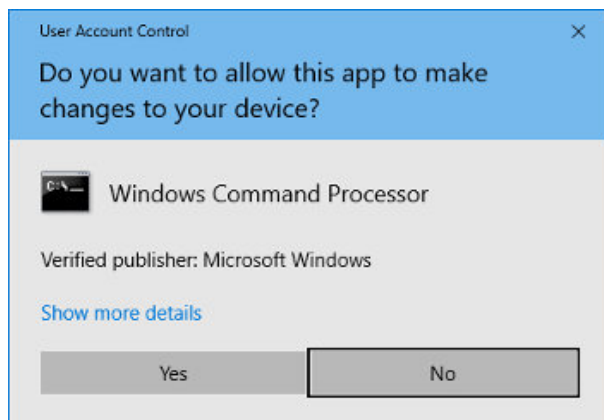 User Account Control
Do you want to allow this app to make
changes to your device?
C:\_
Windows Command Processor
Verified publisher: Microsoft Windows
Show more details
Yes No